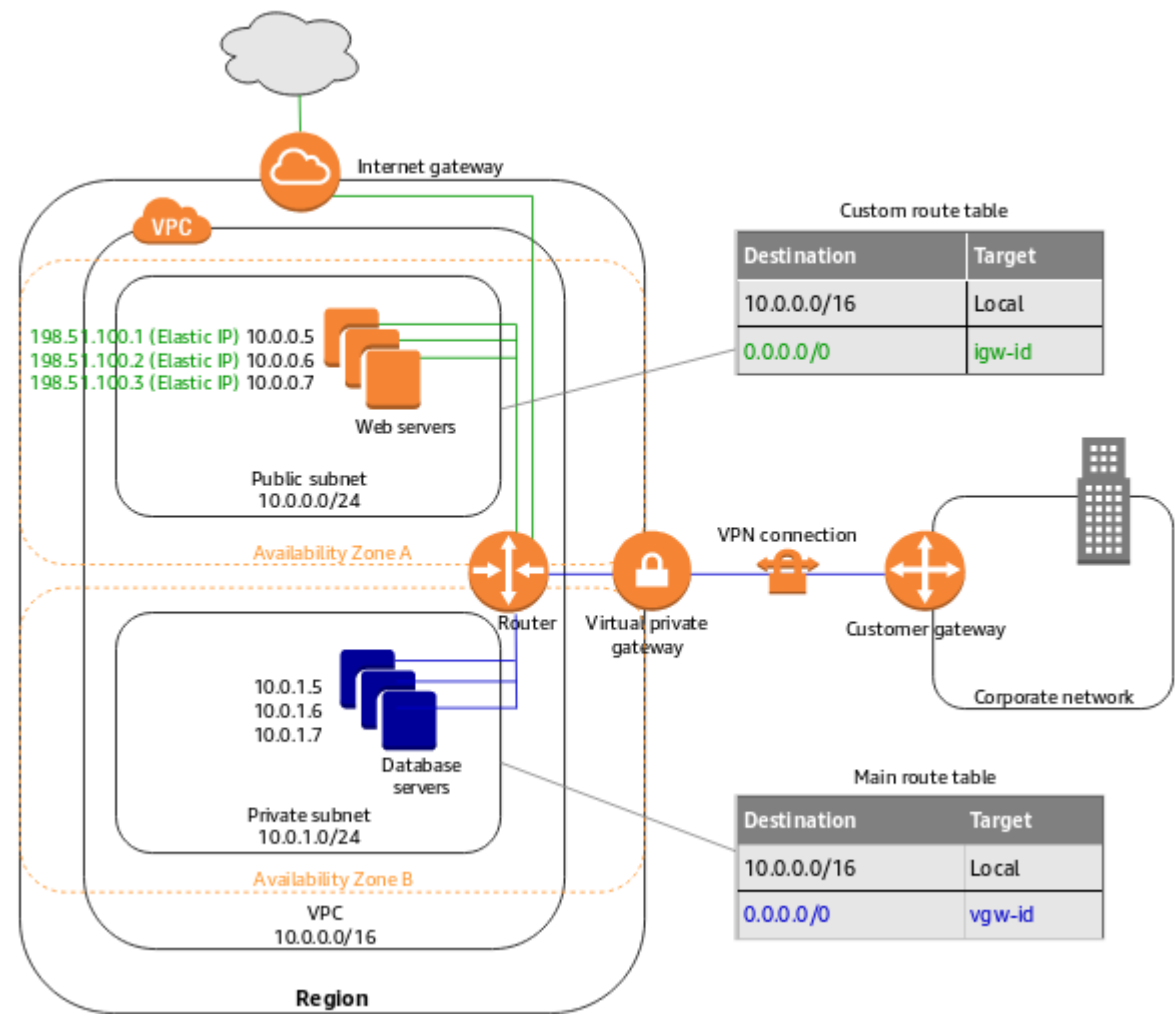 Internet gateway
VPC
Custom route table
Destination Target
10.0.0.0/16 Local
0.0.0.0/0 igw-id
198.51.100.1 (Elastic IP) 10.0.0.5
198.51.100.2 (Elastic IP) 10.0.0.6
198.51.100.3 (Elastic IP) 10.0.0.7
Web servers
Public subnet
10.0.0.0/24
Availability Zone A
VPN connection
Router
Virtual private
gateway
Customer gateway
Corporate network
10.0.1.5
10.0.1.6
10.0.1.7
Database
servers
Private subnet
10.0.1.0/24
Availability Zone B
Main route table
Destination Target
10.0.0.0/16 Local
0.0.0.0/0 vgw-id
VPC
10.0.0.0/16
Region